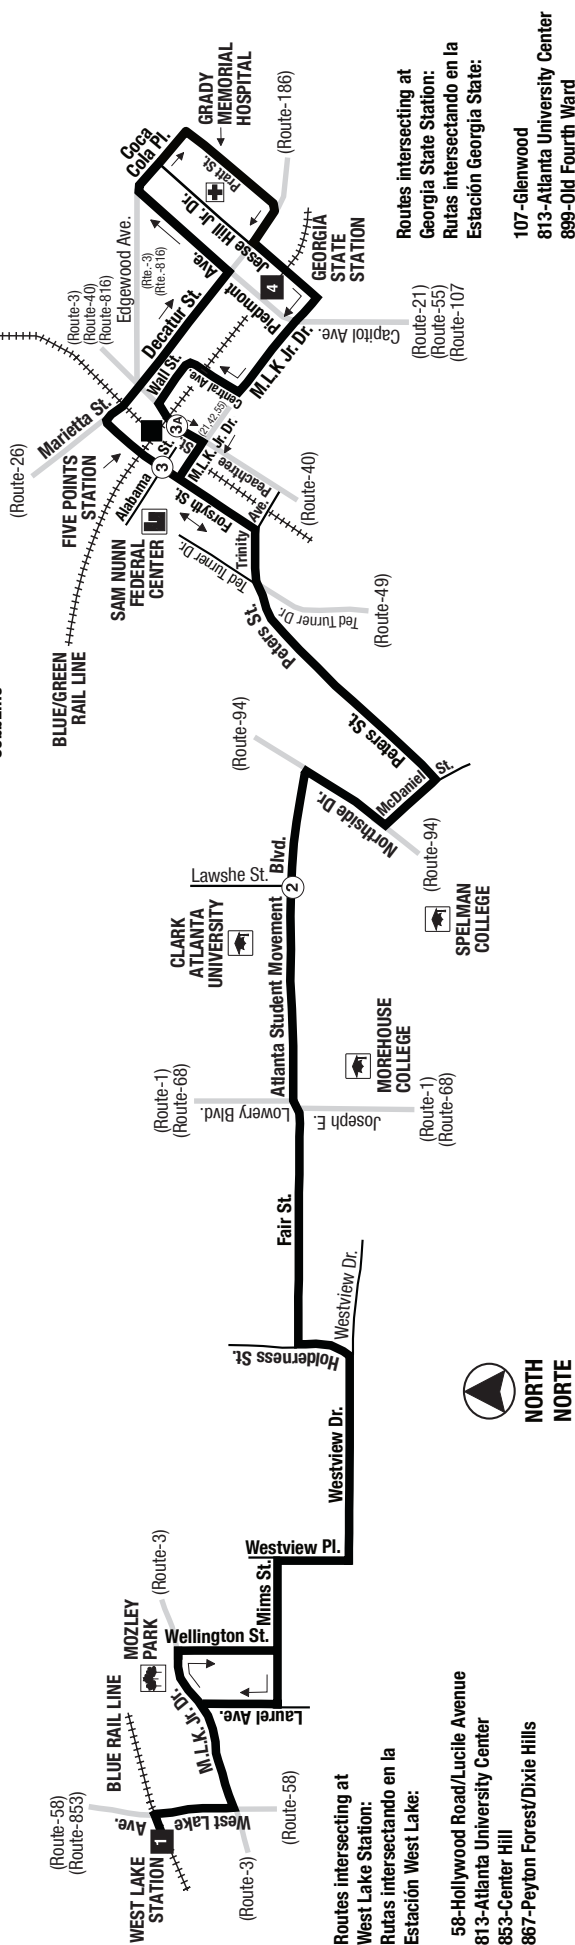 WEST LAKE
STATION
1
(Route-58)
(Route-853)
BLUE RAIL LINE
West Lake
Ave.
(Route-3)
(Route-58)
M.L.K. Jr. Dr.
MOZLEY
PARK
(Route-3)
Wellington St.
Laurel Ave.
Mims St.
Westview Pl.
Westview Dr.
Westview Dr.
Holderness St.
Fair St.
(Route-1)
(Route-68)
Lowery Blvd.
Joseph E.
(Route-1)
(Route-68)
Atlanta Student Movement
Blvd.
CLARK
ATLANTA
UNIVERSITY
MOREHOUSE
COLLEGE
Lawshe St.
2
SPELMAN
COLLEGE
(Route-94)
Northside Dr.
(Route-94)
McDaniel
St.
Peters St.
Peters St.
(Route-49)
Ted Turner Dr.
Ted Turner Dr.
Trinity
Ave.
BLUE/GREEN
RAIL LINE
SAM NUNN
FEDERAL
CENTER
FIVE POINTS
STATION
(Route-26)
Marietta St.
Alabama
St.
3
Forsyth St.
3A
St.
M.L.K Jr. Dr.
(21,42,55)
Peachtree
(Route-40)
Wall St.
Central Ave.
Decatur St.
(Route-3)
(Route-40)
(Route-816)
Edgewood Ave.
(Rte.-3)
(Rte.-816)
Piedmont
Ave.
M.L.K Jr. Dr.
Capitol Ave.
(Route-21)
(Route-55)
(Route-107
4
GEORGIA
STATE
STATION
Jesse Hill Jr. Dr.
Pratt St.
Coca
Cola Pl.
GRADY
MEMORIAL
HOSPITAL
(Route-186)
Routes intersecting at
West Lake Station:
Rutas intersectando en la
Estación West Lake:
58-Hollywood Road/Lucile Avenue
813-Atlanta University Center
853-Center Hill
867-Peyton Forest/Dixie Hills
NORTH
NORTE
Routes intersecting at
Georgia State Station:
Rutas intersectando en la
Estación Georgia State:
107-Glenwood
813-Atlanta University Center
899-Old Fourth Ward